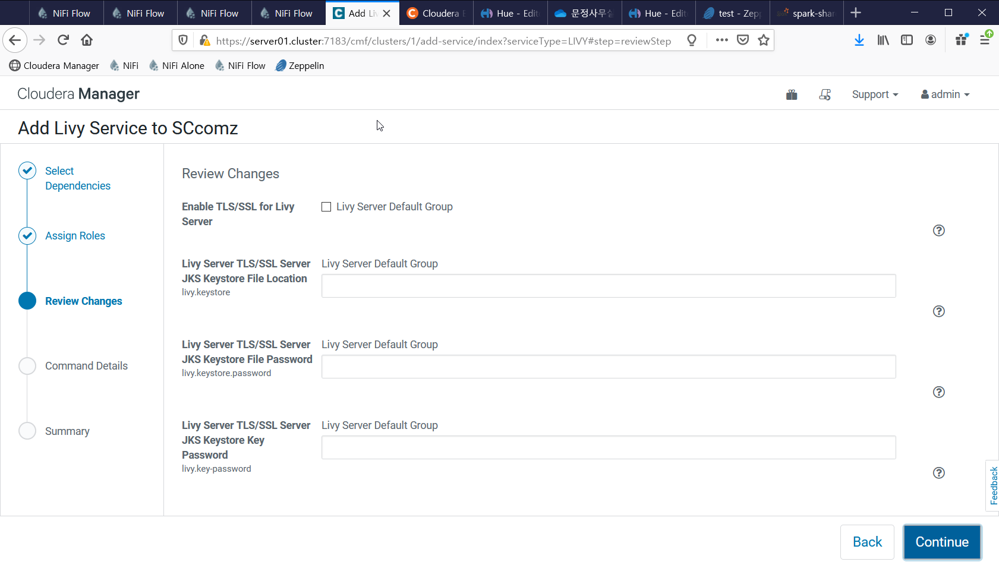 NiFi Flow
NiFi Flow
NiFi Flow
NiFi Flow
Add Li
Cloudera
Hue - Edit
문정사무실
Hue - Edit
test - Zepp
spark-shar
https://server01.cluster:7183/cmf/clusters/1/add-service/index?serviceType=LIVY#step=reviewStep
Cloudera Manager
NiFi
NiFi Alone
NiFi Flow
Zeppelin
Cloudera Manager
Support
admin
Add Livy Service to SCcomz
Select
Dependencies
Assign Roles
Review Changes
Command Details
Summary
Review Changes
Enable TLS/SSL for Livy
Server
Livy Server Default Group
Livy Server TLS/SSL Server
JKS Keystore File Location
livy.keystore
Livy Server Default Group
Livy Server TLS/SSL Server
JKS Keystore File Password
livy.keystore.password
Livy Server Default Group
Livy Server TLS/SSL Server
JKS Keystore Key
Password
livy.key-password
Livy Server Default Group
Feedback
Back
Continue